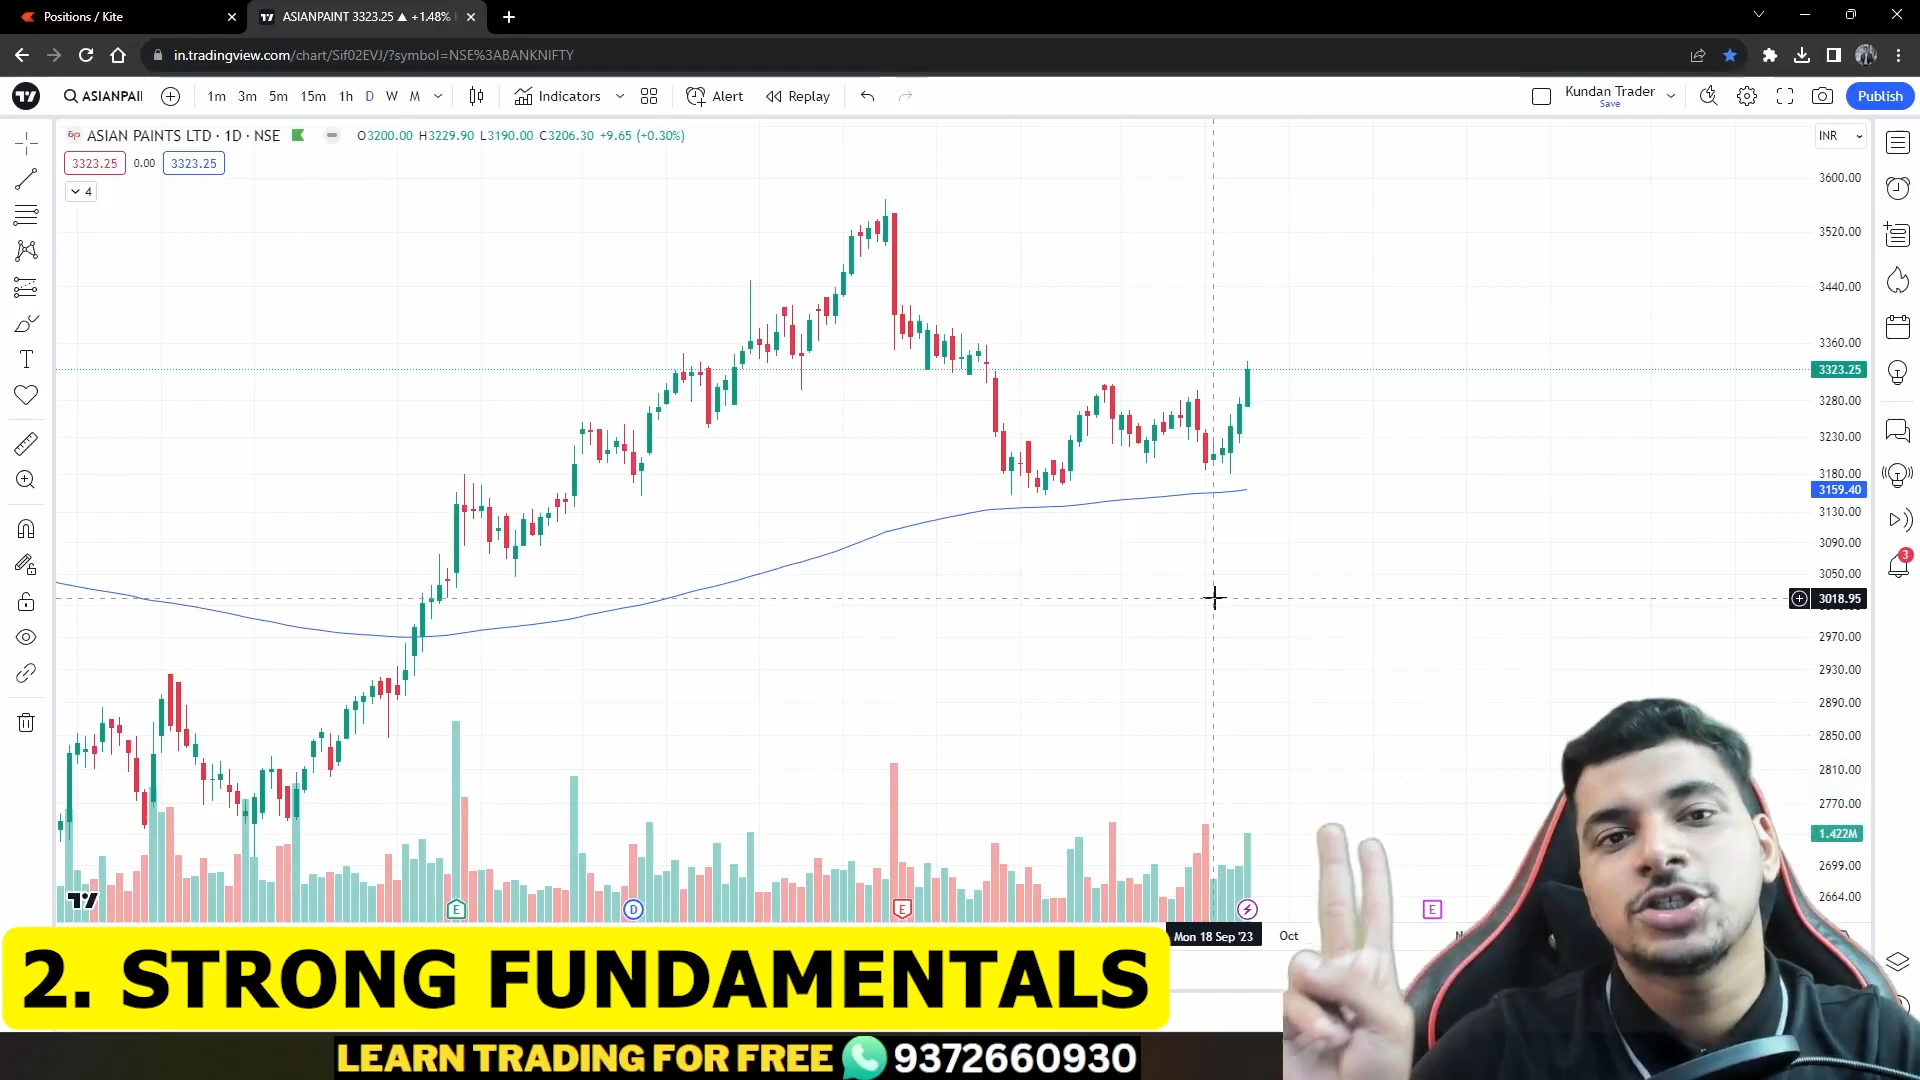 Positions / Kite
ASIANPAINT 3323.25 ▲ +1.48%
in.tradingview.com/chart/Sif02EVJ/?symbol=NSE%3ABANKNIFTY
ASIANPAI
1m 3m 5m 15m 1h D W M
Indicators
Alert
Replay
Kundan Trader
Save
Publish
ASIAN PAINTS LTD · 1D · NSE
O3200.00 H3229.90 L3190.00 C3206.30 +9.65 (+0.30%)
INR
3323.25 0.00 3323.25
4
3600.00
3520.00
3440.00
3360.00
3323.25
3280.00
3230.00
3180.00
3159.40
3130.00
3090.00
3050.00
3018.95
2970.00
2930.00
2890.00
2850.00
2810.00
2770.00
1.422M
2699.00
2664.00
3
E
D
E
E
Mon 18 Sep '23
Oct
2. STRONG FUNDAMENTALS
LEARN TRADING FOR FREE 9372660930